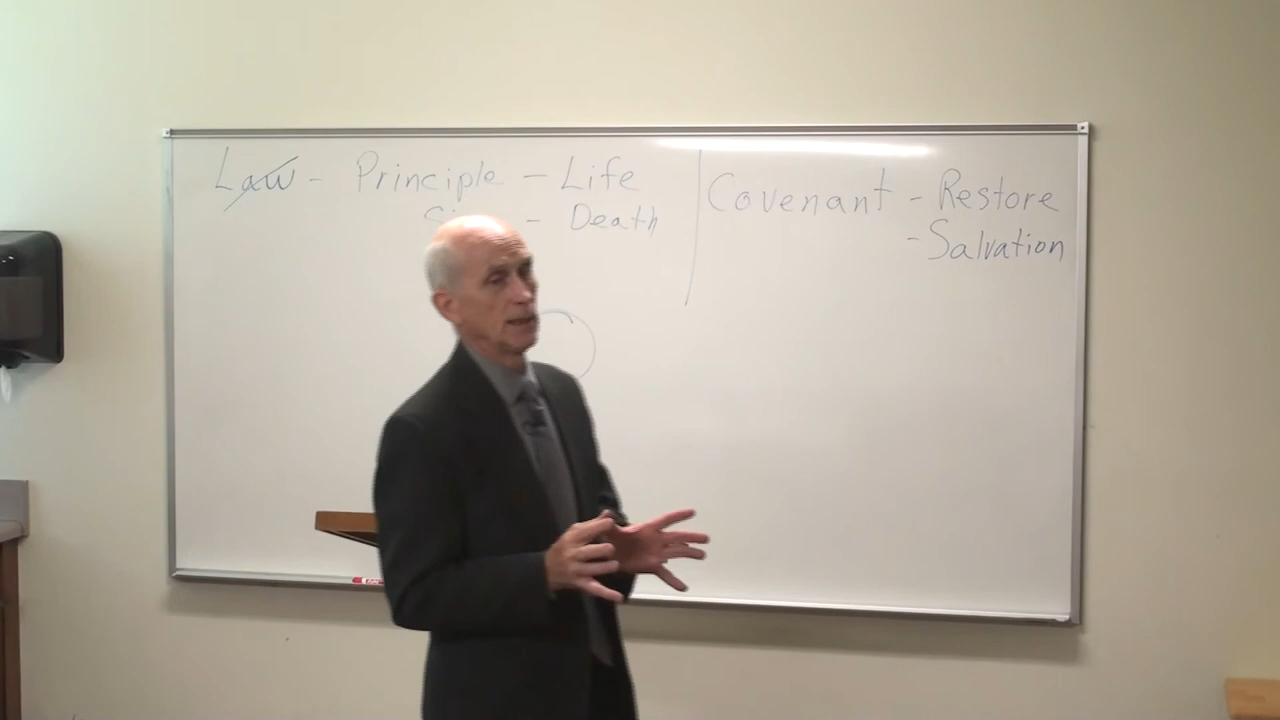 Law - Principle - Life
- Death
Covenant - Restore
- Salvation